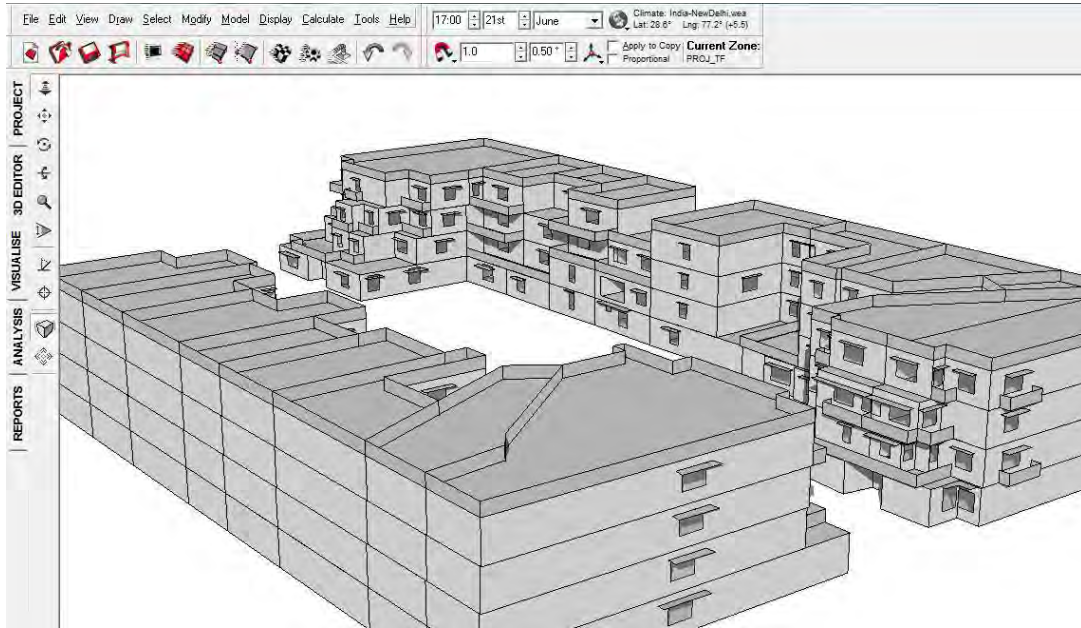 File Edit View Draw Select Modify Model Display Calculate Tools Help
17:00 21st June
Climate: India-NewDelhi.wea
Lat: 28.6° Lng: 77.2° (+5.5)
1.0 0.50 °
Apply to Copy
Proportional
Current Zone:
PROJ_TF
PROJECT
3D EDITOR
VISUALISE
ANALYSIS
REPORTS